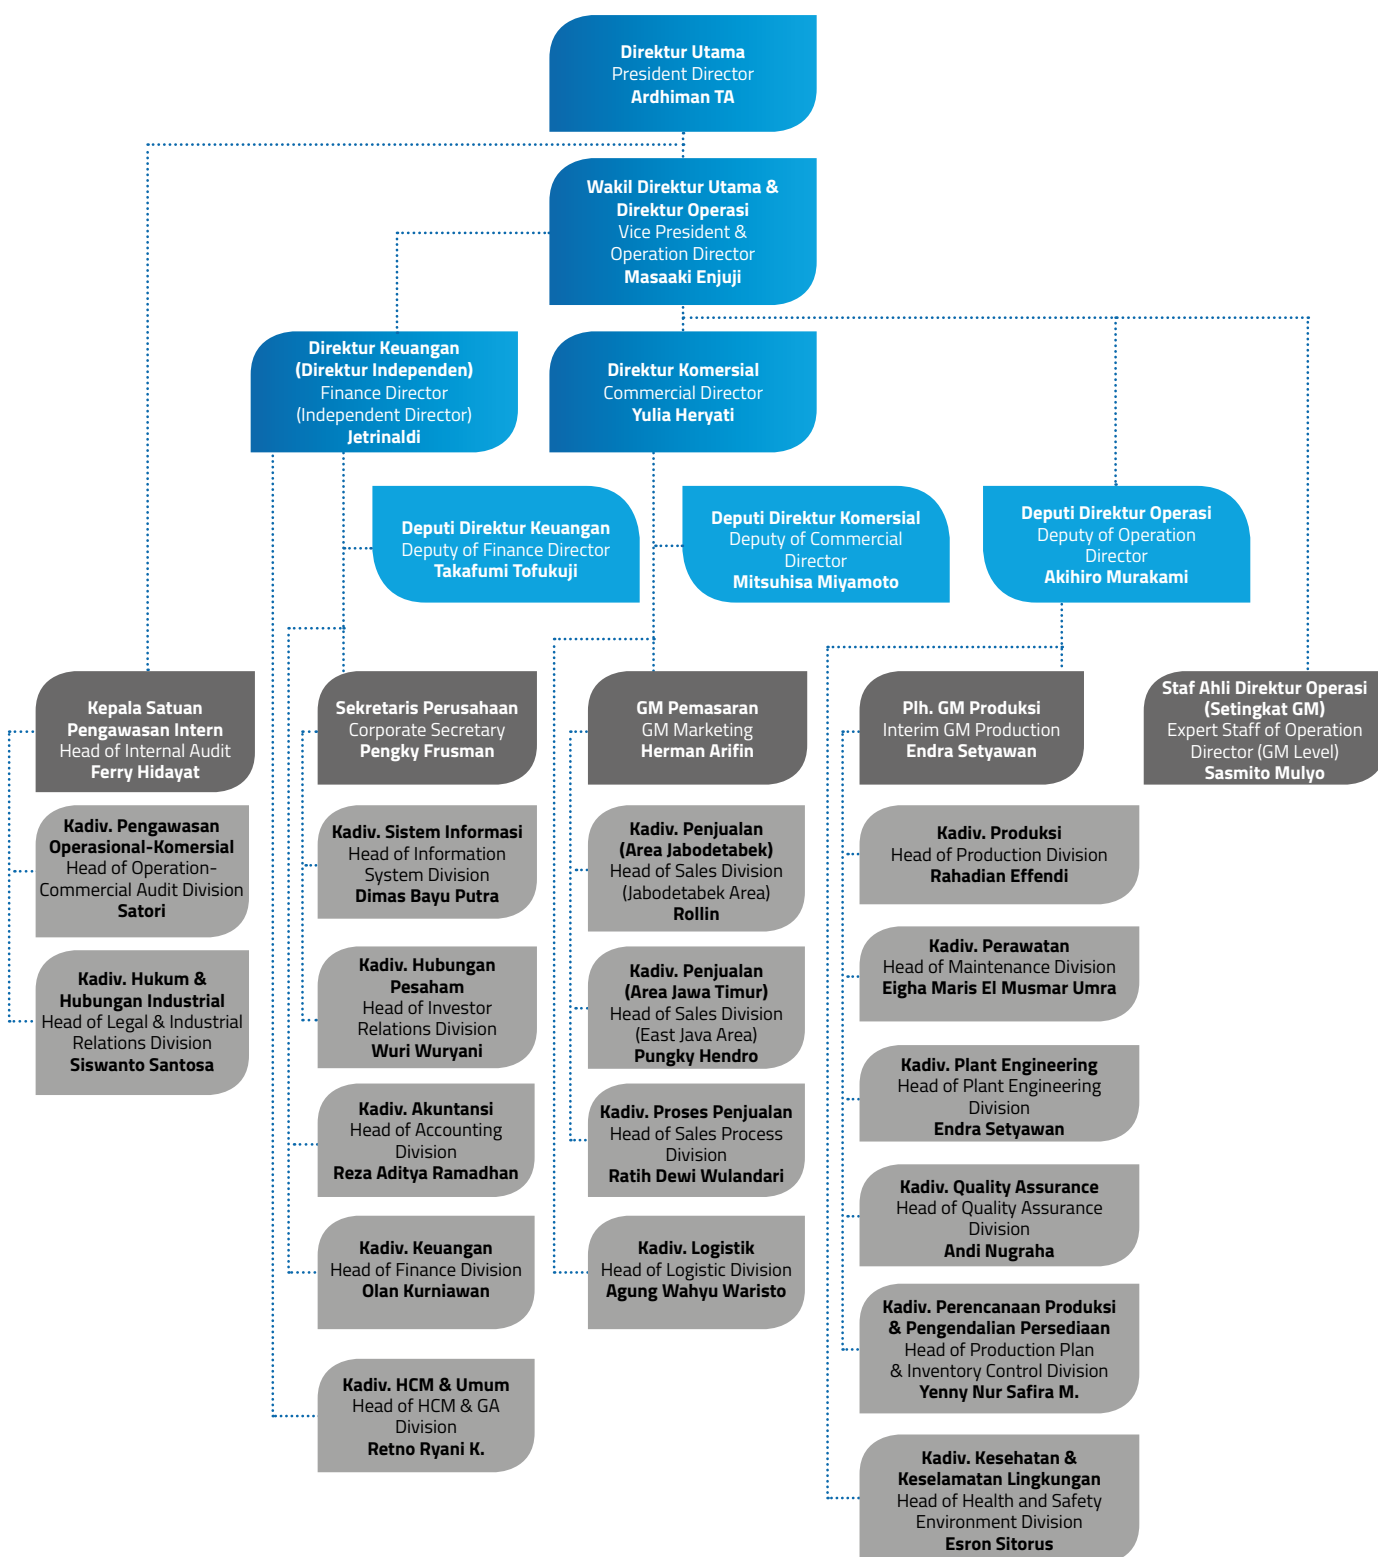 Direktur Utama
President Director
Ardhiman TA
Wakil Direktur Utama &
Direktur Operasi
Vice President &
Operation Director
Masaaki Enjuji
Direktur Keuangan
(Direktur Independen)
Finance Director
(Independent Director)
Jetrinaldi
Direktur Komersial
Commercial Director
Yulia Heryati
Deputi Direktur Keuangan
Deputy of Finance Director
Takafumi Tofukuji
Deputi Direktur Komersial
Deputy of Commercial
Director
Mitsuhisa Miyamoto
Deputi Direktur Operasi
Deputy of Operation
Director
Akihiro Murakami
Kepala Satuan
Pengawasan Intern
Head of Internal Audit
Ferry Hidayat
Sekretaris Perusahaan
Corporate Secretary
Pengky Frusman
GM Pemasaran
GM Marketing
Herman Arifin
Plh. GM Produksi
Interim GM Production
Endra Setyawan
Staf Ahli Direktur Operasi
(Setingkat GM)
Expert Staff of Operation
Director (GM Level)
Sasmito Mulyo
Kadiv. Pengawasan
Operasional-Komersial
Head of Operation-
Commercial Audit Division
Satori
Kadiv. Hukum &
Hubungan Industrial
Head of Legal & Industrial
Relations Division
Siswanto Santosa
Kadiv. Sistem Informasi
Head of Information
System Division
Dimas Bayu Putra
Kadiv. Hubungan
Pesaham
Head of Investor
Relations Division
Wuri Wuryani
Kadiv. Akuntansi
Head of Accounting
Division
Reza Aditya Ramadhan
Kadiv. Keuangan
Head of Finance Division
Olan Kurniawan
Kadiv. HCM & Umum
Head of HCM & GA
Division
Retno Ryani K.
Kadiv. Penjualan
(Area Jabodetabek)
Head of Sales Division
(Jabodetabek Area)
Rollin
Kadiv. Penjualan
(Area Jawa Timur)
Head of Sales Division
(East Java Area)
Pungky Hendro
Kadiv. Proses Penjualan
Head of Sales Process
Division
Ratih Dewi Wulandari
Kadiv. Logistik
Head of Logistic Division
Agung Wahyu Waristo
Kadiv. Produksi
Head of Production Division
Rahadian Effendi
Kadiv. Perawatan
Head of Maintenance Division
Eigha Maris El Musmar Umra
Kadiv. Plant Engineering
Head of Plant Engineering
Division
Endra Setyawan
Kadiv. Quality Assurance
Head of Quality Assurance
Division
Andi Nugraha
Kadiv. Perencanaan Produksi
& Pengendalian Persediaan
Head of Production Plan
& Inventory Control Division
Yenny Nur Safira M.
Kadiv. Kesehatan &
Keselamatan Lingkungan
Head of Health and Safety
Environment Division
Esron Sitorus